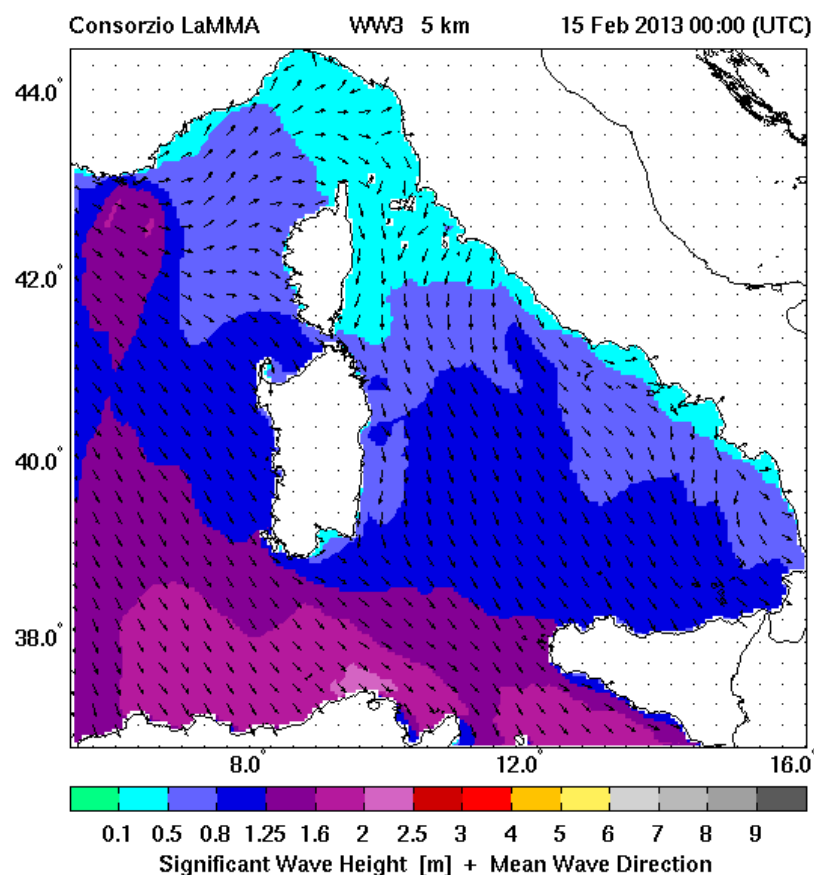 Consorzio LaMMA WW3 5 km 15 Feb 2013 00:00 (UTC)
44.0°
42.0°
40.0°
38.0°
8.0° 12.0° 16.0°
0.1 0.5 0.8 1.25 1.6 2 2.5 3 4 5 6 7 8 9
Significant Wave Height [m] + Mean Wave Direction